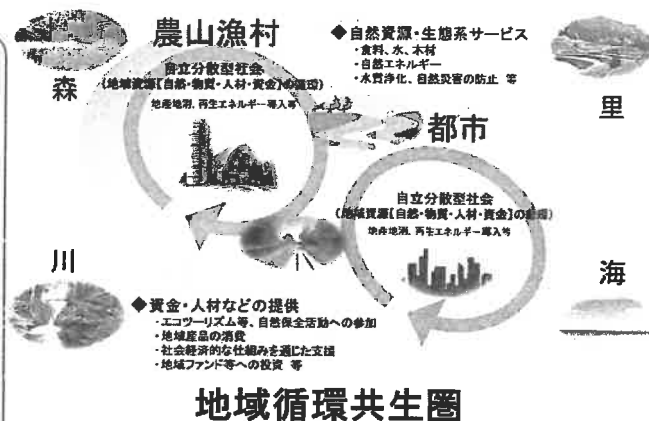 農山漁村
森
自立分散型社会
(地域資源[自然・物質・人材・資金]の循環)
地産地消、再生エネルギー導入等
◆自然資源・生態系サービス
・食料、水、木材
・自然エネルギー
・水質浄化、自然災害の防止 等
里
都市
自立分散型社会
(地域資源[自然・物質・人材・資金]の循環)
地産地消、再生エネルギー導入等
川
海
◆資金・人材などの提供
・エコツーリズム等、自然保全活動への参加
・地域産品の消費
・社会経済的な仕組みを通じた支援
・地域ファンド等への投資 等
地域循環共生圏